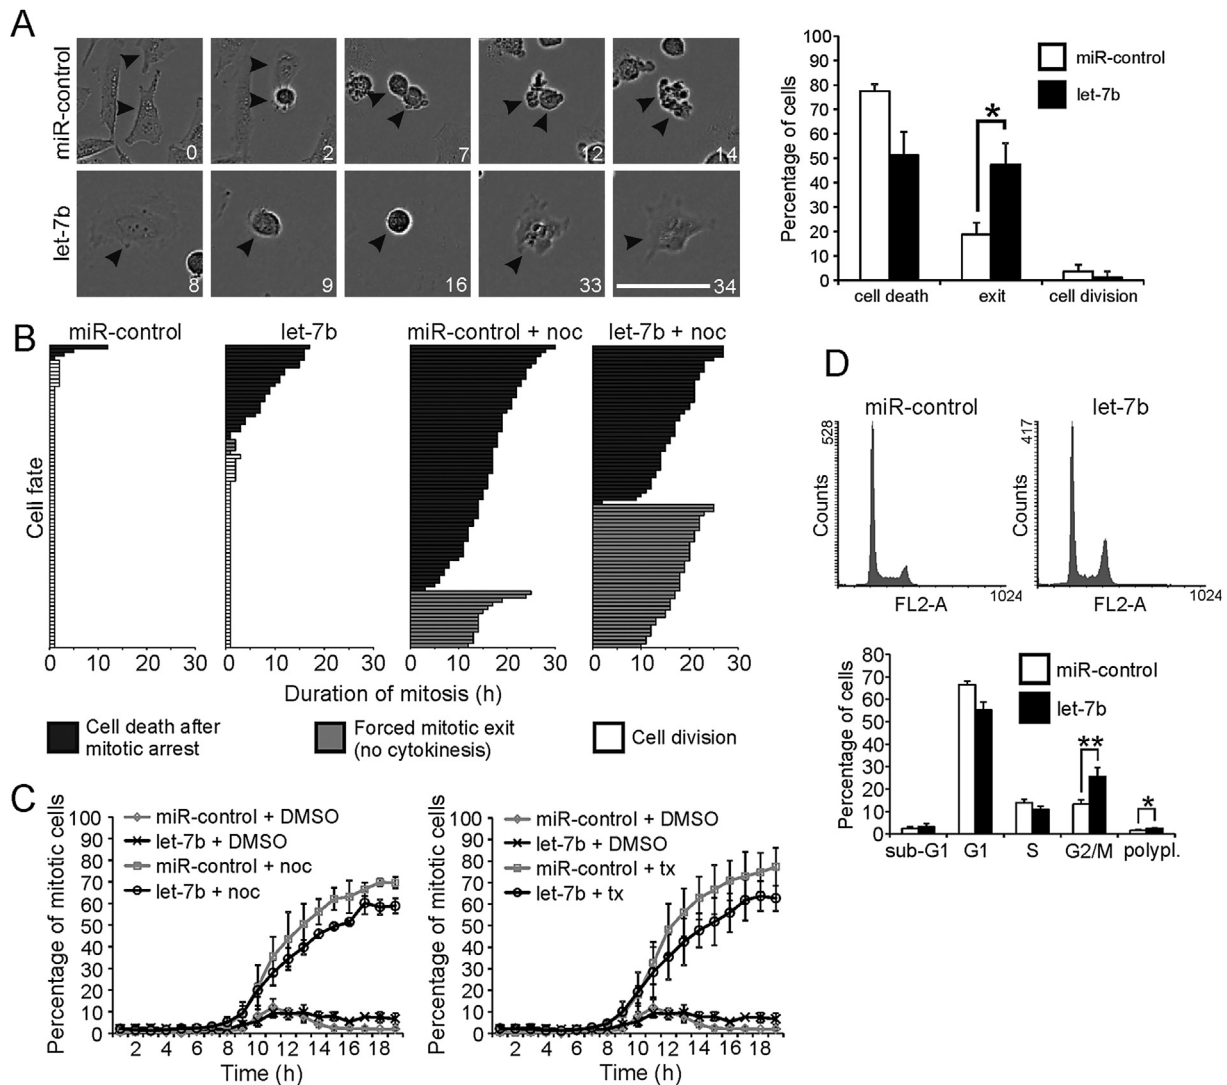 A
miR-control
0
2
7
12
14
let-7b
8
9
16
33
34
Percentage of cells
100
90
80
70
60
50
40
30
20
10
0
*
miR-control
let-7b
cell death
exit
cell division
B
miR-control
let-7b
miR-control + noc
let-7b + noc
Cell fate
0 10 20 30
0 10 20 30
0 10 20 30
0 10 20 30
Duration of mitosis (h)
Cell death after
mitotic arrest
Forced mitotic exit
(no cytokinesis)
Cell division
C
Percentage of mitotic cells
100
90
80
70
60
50
40
30
20
10
0
miR-control + DMSO
let-7b + DMSO
miR-control + noc
let-7b + noc
2 4 6 8 10 12 14 16 18
Time (h)
Percentage of mitotic cells
100
90
80
70
60
50
40
30
20
10
0
miR-control + DMSO
let-7b + DMSO
miR-control + tx
let-7b + tx
2 4 6 8 10 12 14 16 18
Time (h)
D
miR-control
528
Counts
FL2-A
1024
let-7b
417
Counts
FL2-A
1024
Percentage of cells
80
70
60
50
40
30
20
10
0
miR-control
let-7b
**
*
sub-G1
G1
S
G2/M
polypl.